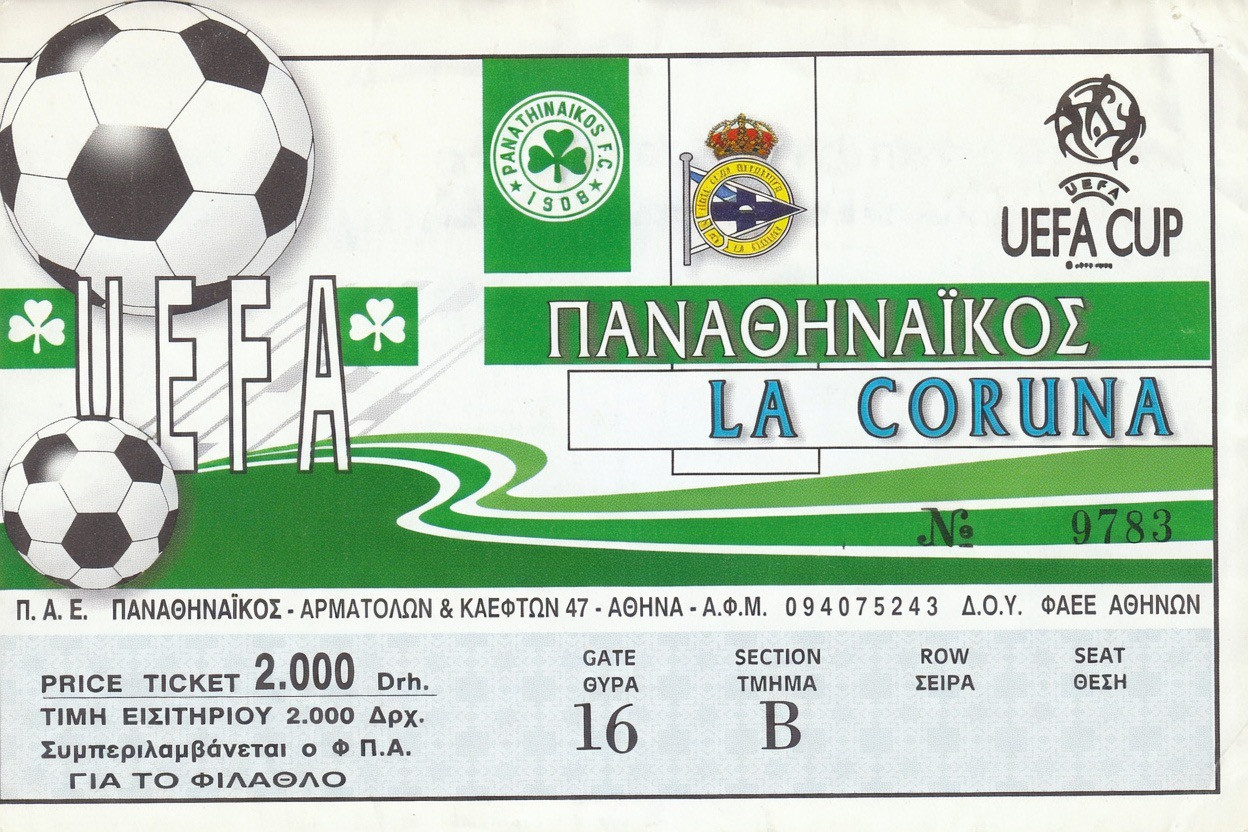 PANATHINAIKOS F.C.
1908
UEFA
UEFA CUP
UEFA
ΠΑΝΑΘΗΝΑΪΚΟΣ
LA CORUNA
№ 9783
Π. Α. Ε. ΠΑΝΑΘΗΝΑΪΚΟΣ - ΑΡΜΑΤΟΛΩΝ & ΚΛΕΦΤΩΝ 47 - ΑΘΗΝΑ - Α.Φ.Μ. 094075243 Δ.Ο.Υ. ΦΑΕΕ ΑΘΗΝΩΝ
PRICE TICKET 2.000 Drh.
ΤΙΜΗ ΕΙΣΙΤΗΡΙΟΥ 2.000 Δρχ.
Συμπεριλαμβάνεται ο Φ Π.Α.
ΓΙΑ ΤΟ ΦΙΛΑΘΛΟ
GATE SECTION ROW SEAT
ΘΥΡΑ ΤΜΗΜΑ ΣΕΙΡΑ ΘΕΣΗ
16 B